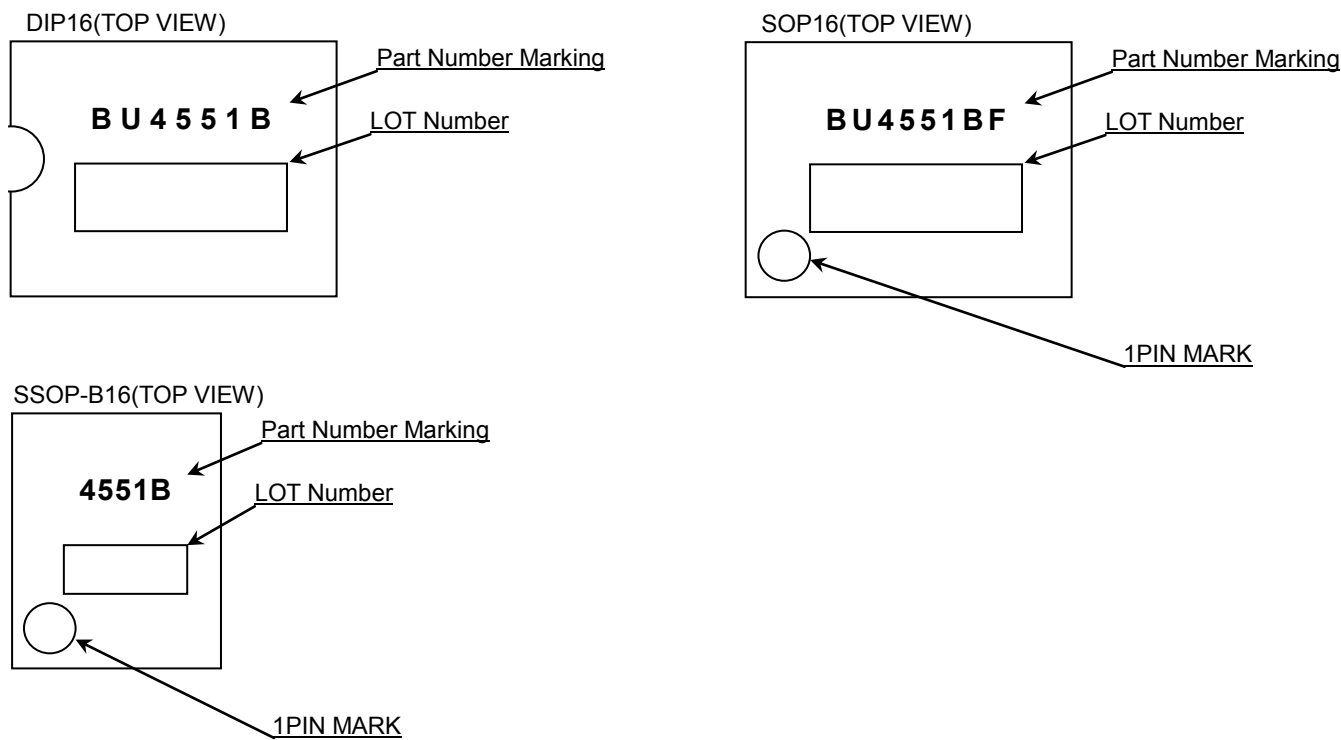 DIP16(TOP VIEW)
Part Number Marking
BU4551B
LOT Number
SOP16(TOP VIEW)
Part Number Marking
BU4551BF
LOT Number
1PIN MARK
SSOP-B16(TOP VIEW)
Part Number Marking
4551B
LOT Number
1PIN MARK